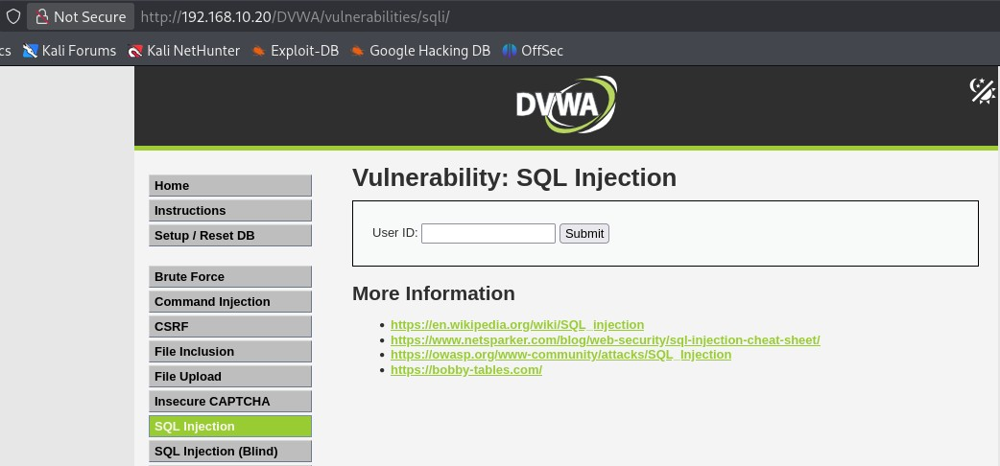 Not Secure http://192.168.10.20/DVWA/vulnerabilities/sqli/
cs Kali Forums Kali NetHunter Exploit-DB Google Hacking DB OffSec
DVWA
Home
Instructions
Setup / Reset DB
Brute Force
Command Injection
CSRF
File Inclusion
File Upload
Insecure CAPTCHA
SQL Injection
SQL Injection (Blind)
Vulnerability: SQL Injection
User ID: Submit
More Information
https://en.wikipedia.org/wiki/SQL_injection
https://www.netsparker.com/blog/web-security/sql-injection-cheat-sheet/
https://owasp.org/www-community/attacks/SQL_Injection
https://bobby-tables.com/